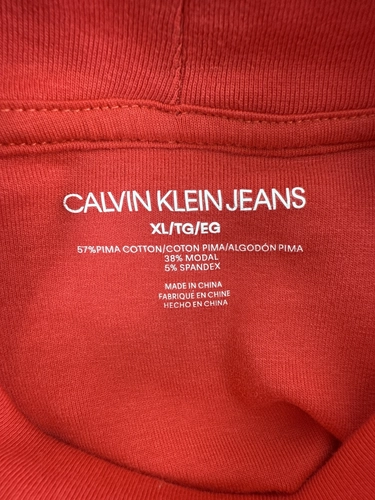 CALVIN KLEIN JEANS
XL/TG/EG
57%PIMA COTTON/COTON PIMA/ALGODÓN PIMA
38% MODAL
5% SPANDEX
MADE IN CHINA
FABRIQUÉ EN CHINE
HECHO EN CHINA